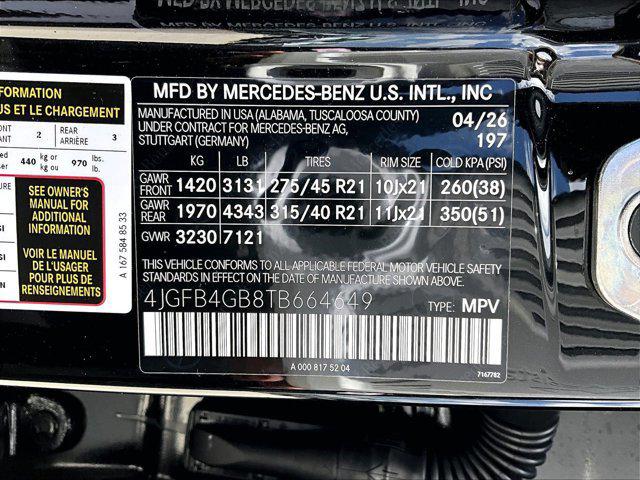 INFORMATION
US ET LE CHARGEMENT
2 REAR ARRIÈRE 3
440 kg or kg ou 970 lbs. lb.
SEE OWNER'S
MANUAL FOR
ADDITIONAL
INFORMATION
VOIR LE MANUEL
DE L'USAGER
POUR PLUS DE
RENSEIGNEMENTS
A 167 584 85 33
MFD BY MERCEDES-BENZ U.S. INTL., INC
MANUFACTURED IN USA (ALABAMA, TUSCALOOSA COUNTY) 04/26
UNDER CONTRACT FOR MERCEDES-BENZ AG, 197
STUTTGART (GERMANY)
KG LB TIRES RIM SIZE COLD KPA (PSI)
GAWR FRONT 1420 3131 275/45 R21 10Jx21 260(38)
GAWR REAR 1970 4343 315/40 R21 11Jx21 350(51)
GVWR 3230 7121
THIS VEHICLE CONFORMS TO ALL APPLICABLE FEDERAL MOTOR VEHICLE SAFETY
STANDARDS IN EFFECT ON THE DATE OF MANUFACTURE SHOWN ABOVE.
4JGFB4GB8TB664649 TYPE: MPV
A 000 817 52 04
7167782